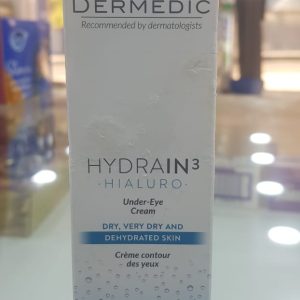 DERMEDIC
Recommended by dermatologists
HYDRAIN³
·HIALURO·
Under-Eye
Cream
DRY, VERY DRY AND
DEHYDRATED SKIN
Crème contour
des yeux